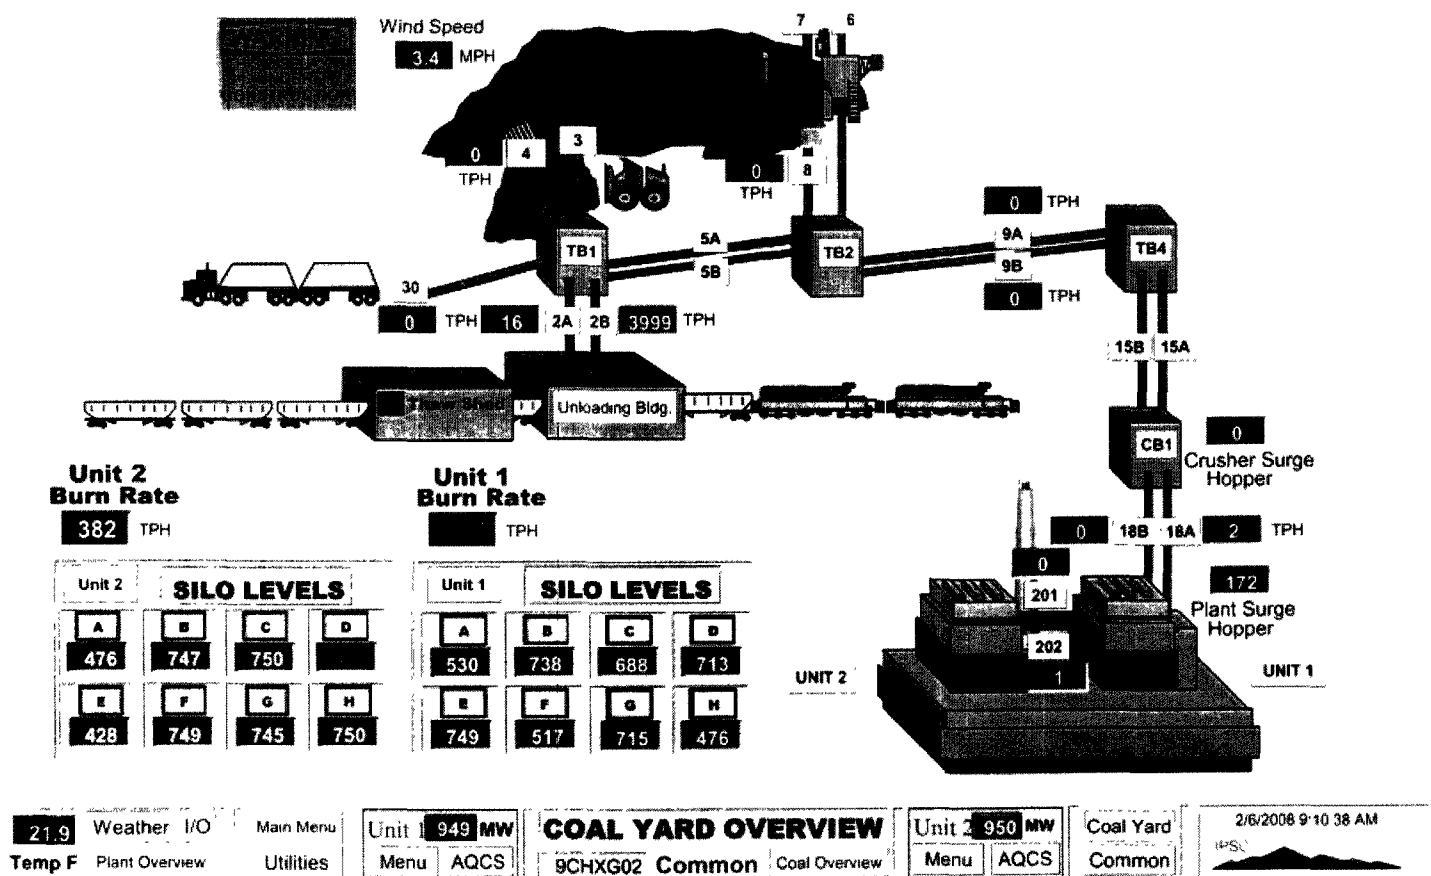 Wind Speed
3.4 MPH
7 6
3
0 4
TPH
0 8
TPH
0 TPH
TB1
5A
5B
TB2
9A
9B
TB4
0 TPH
30
0 TPH 16 2A 2B 3999 TPH
15B 15A
Thaw Shed
Unloading Bldg.
CB1
0
Crusher Surge
Hopper
Unit 2
Burn Rate
382 TPH
Unit 1
Burn Rate
TPH
0 18B 18A 2 TPH
0
201
202
1
172
Plant Surge
Hopper
UNIT 2
UNIT 1
Unit 2 SILO LEVELS
A B C D
476 747 750
E F G H
428 749 745 750
Unit 1 SILO LEVELS
A B C D
530 738 688 713
E F G H
749 517 715 476
21.9 Weather I/O Main Menu
Temp F Plant Overview Utilities
Unit 1 949 MW
Menu AQCS
COAL YARD OVERVIEW
9CHXG02 Common Coal Overview
Unit 2 950 MW
Menu AQCS
Coal Yard
Common
2/6/2008 9:10:38 AM
IPSC